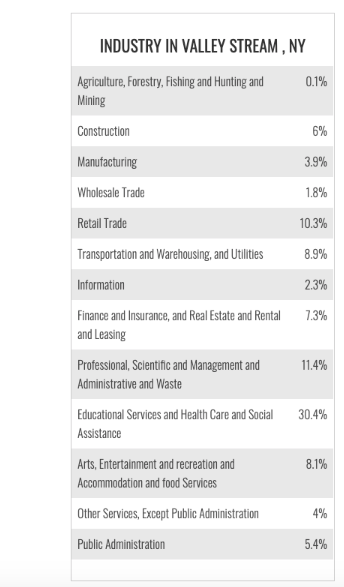 INDUSTRY IN VALLEY STREAM , NY
Agriculture, Forestry, Fishing and Hunting and 0.1%
Mining
Construction 6%
Manufacturing 3.9%
Wholesale Trade 1.8%
Retail Trade 10.3%
Transportation and Warehousing, and Utilities 8.9%
Information 2.3%
Finance and Insurance, and Real Estate and Rental 7.3%
and Leasing
Professional, Scientific and Management and 11.4%
Administrative and Waste
Educational Services and Health Care and Social 30.4%
Assistance
Arts, Entertainment and recreation and 8.1%
Accommodation and food Services
Other Services, Except Public Administration 4%
Public Administration 5.4%